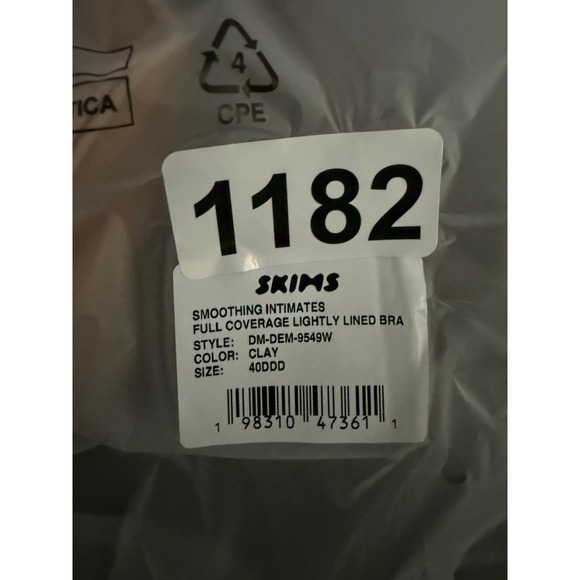 4
CPE
TICA
1182
SKIMS
SMOOTHING INTIMATES
FULL COVERAGE LIGHTLY LINED BRA
STYLE: DM-DEM-9549W
COLOR: CLAY
SIZE: 40DDD
1 98310 47361 1